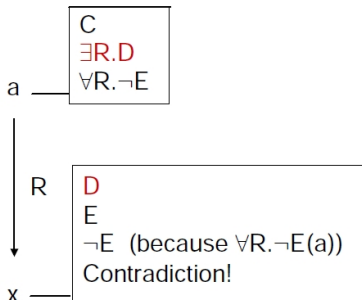 C
∃R.D
∀R.¬E
a
R
D
E
¬E (because ∀R.¬E(a))
Contradiction!
x